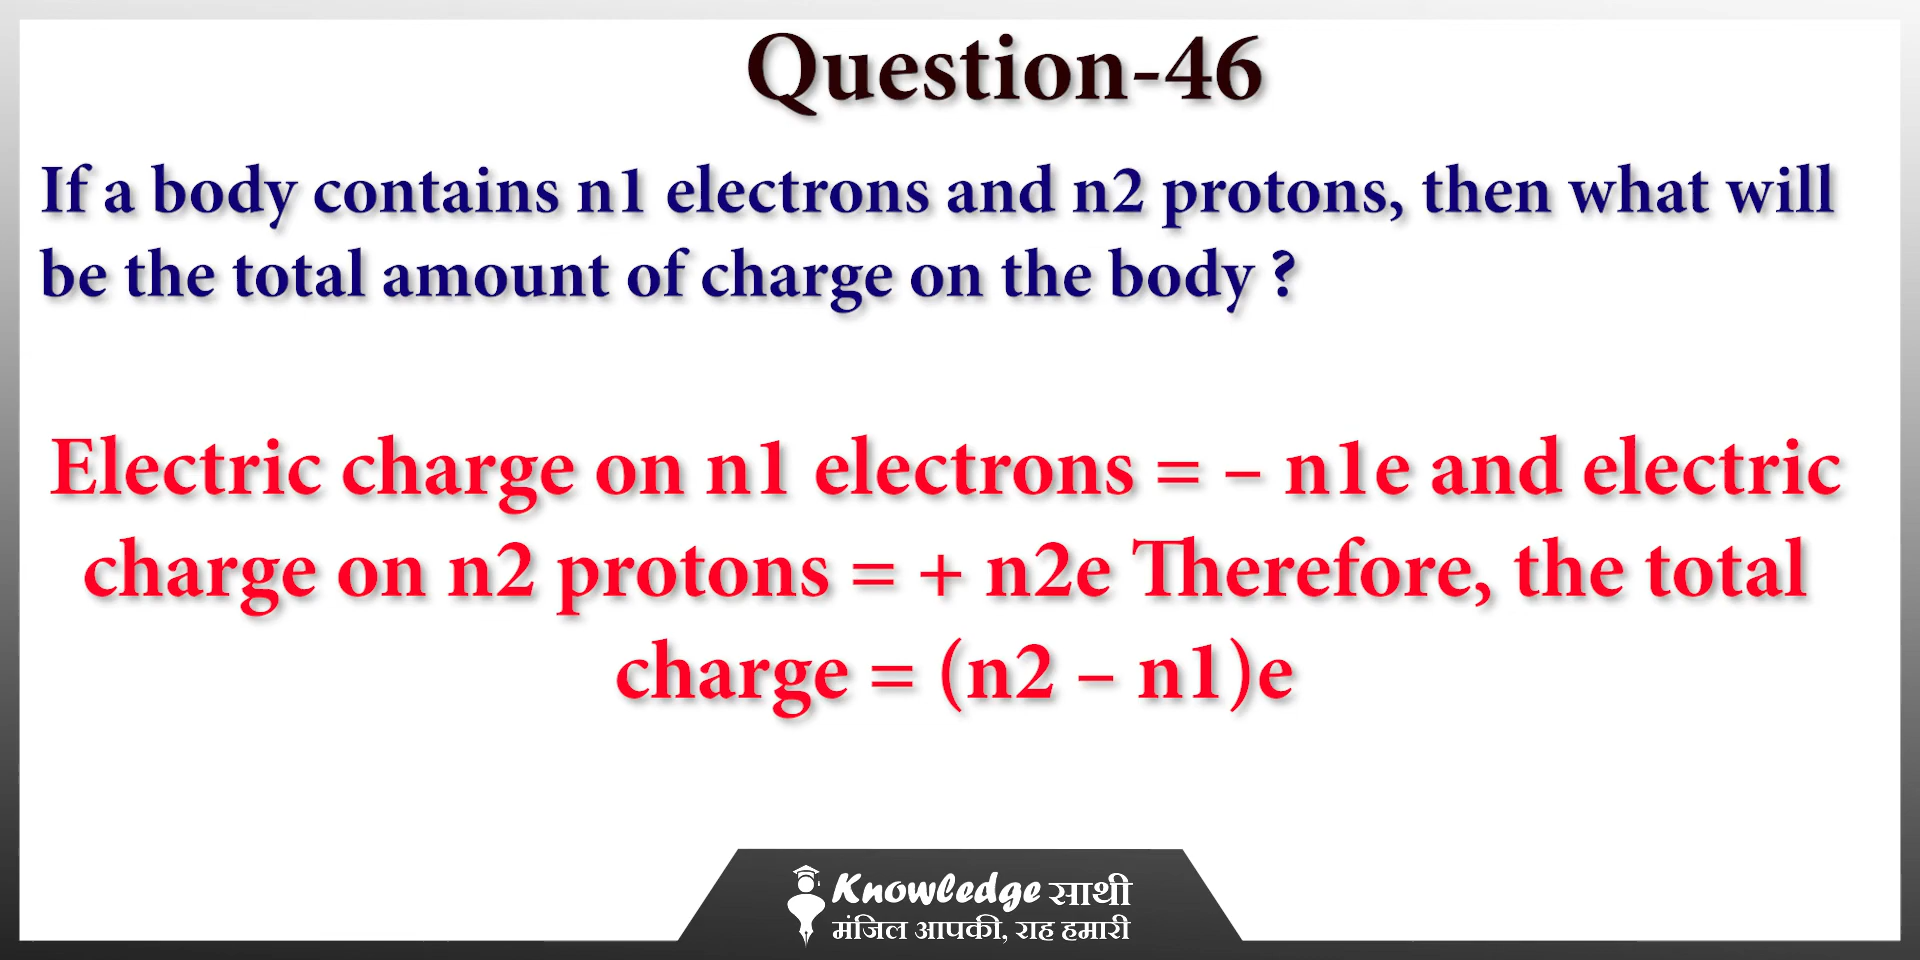 Question-46
If a body contains n1 electrons and n2 protons, then what will
be the total amount of charge on the body ?
Electric charge on n1 electrons = – n1e and electric
charge on n2 protons = + n2e Therefore, the total
charge = (n2 – n1)e
Knowledge साथी
मंजिल आपकी, राह हमारी